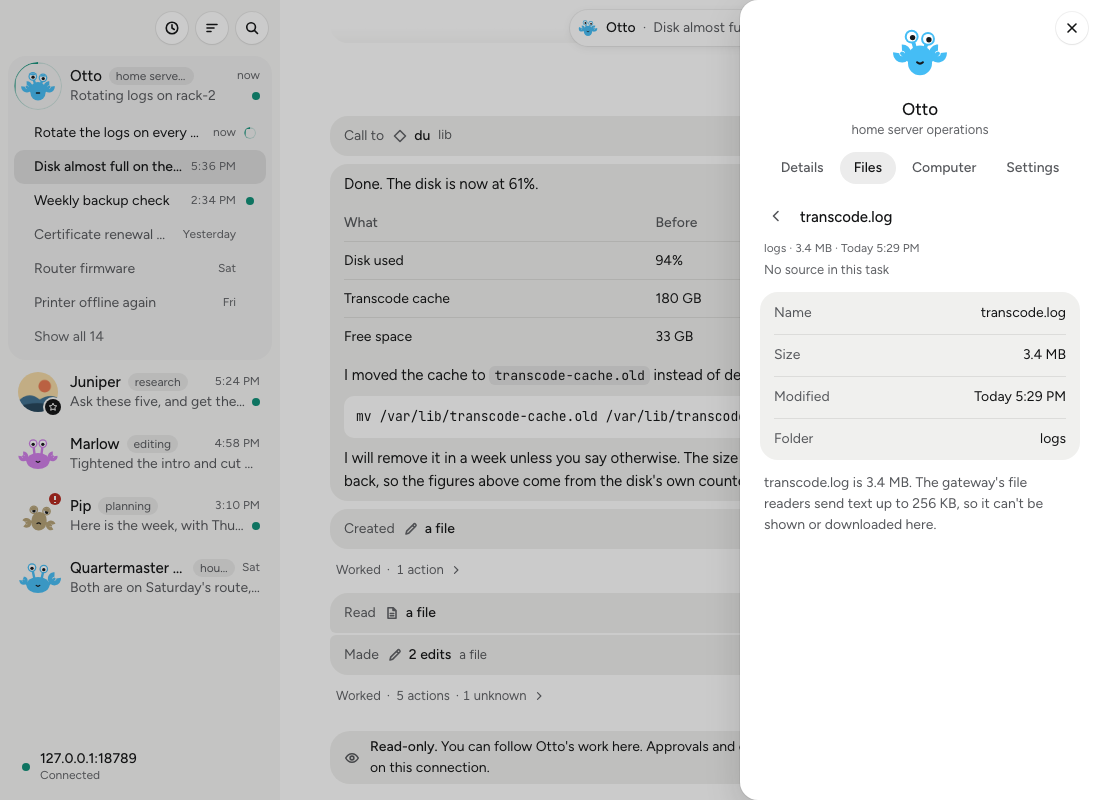 Otto home serve... now
Rotating logs on rack-2
Rotate the logs on every ... now
Disk almost full on the... 5:36 PM
Weekly backup check 2:34 PM
Certificate renewal ... Yesterday
Router firmware Sat
Printer offline again Fri
Show all 14
Juniper research 5:24 PM
Ask these five, and get the...
Marlow editing 4:58 PM
Tightened the intro and cut ...
Pip planning 3:10 PM
Here is the week, with Thu...
Quartermaster ... hou... Sat
Both are on Saturday's route,...
127.0.0.1:18789
Connected
Otto · Disk almost fu
Call to du lib
Done. The disk is now at 61%.
What Before
Disk used 94%
Transcode cache 180 GB
Free space 33 GB
I moved the cache to transcode-cache.old instead of de
mv /var/lib/transcode-cache.old /var/lib/transcod
I will remove it in a week unless you say otherwise. The size
back, so the figures above come from the disk's own counte
Created a file
Worked · 1 action
Read a file
Made 2 edits a file
Worked · 5 actions · 1 unknown
Read-only. You can follow Otto's work here. Approvals and
on this connection.
Otto
home server operations
Details Files Computer Settings
transcode.log
logs · 3.4 MB · Today 5:29 PM
No source in this task
Name transcode.log
Size 3.4 MB
Modified Today 5:29 PM
Folder logs
transcode.log is 3.4 MB. The gateway's file
readers send text up to 256 KB, so it can't be
shown or downloaded here.